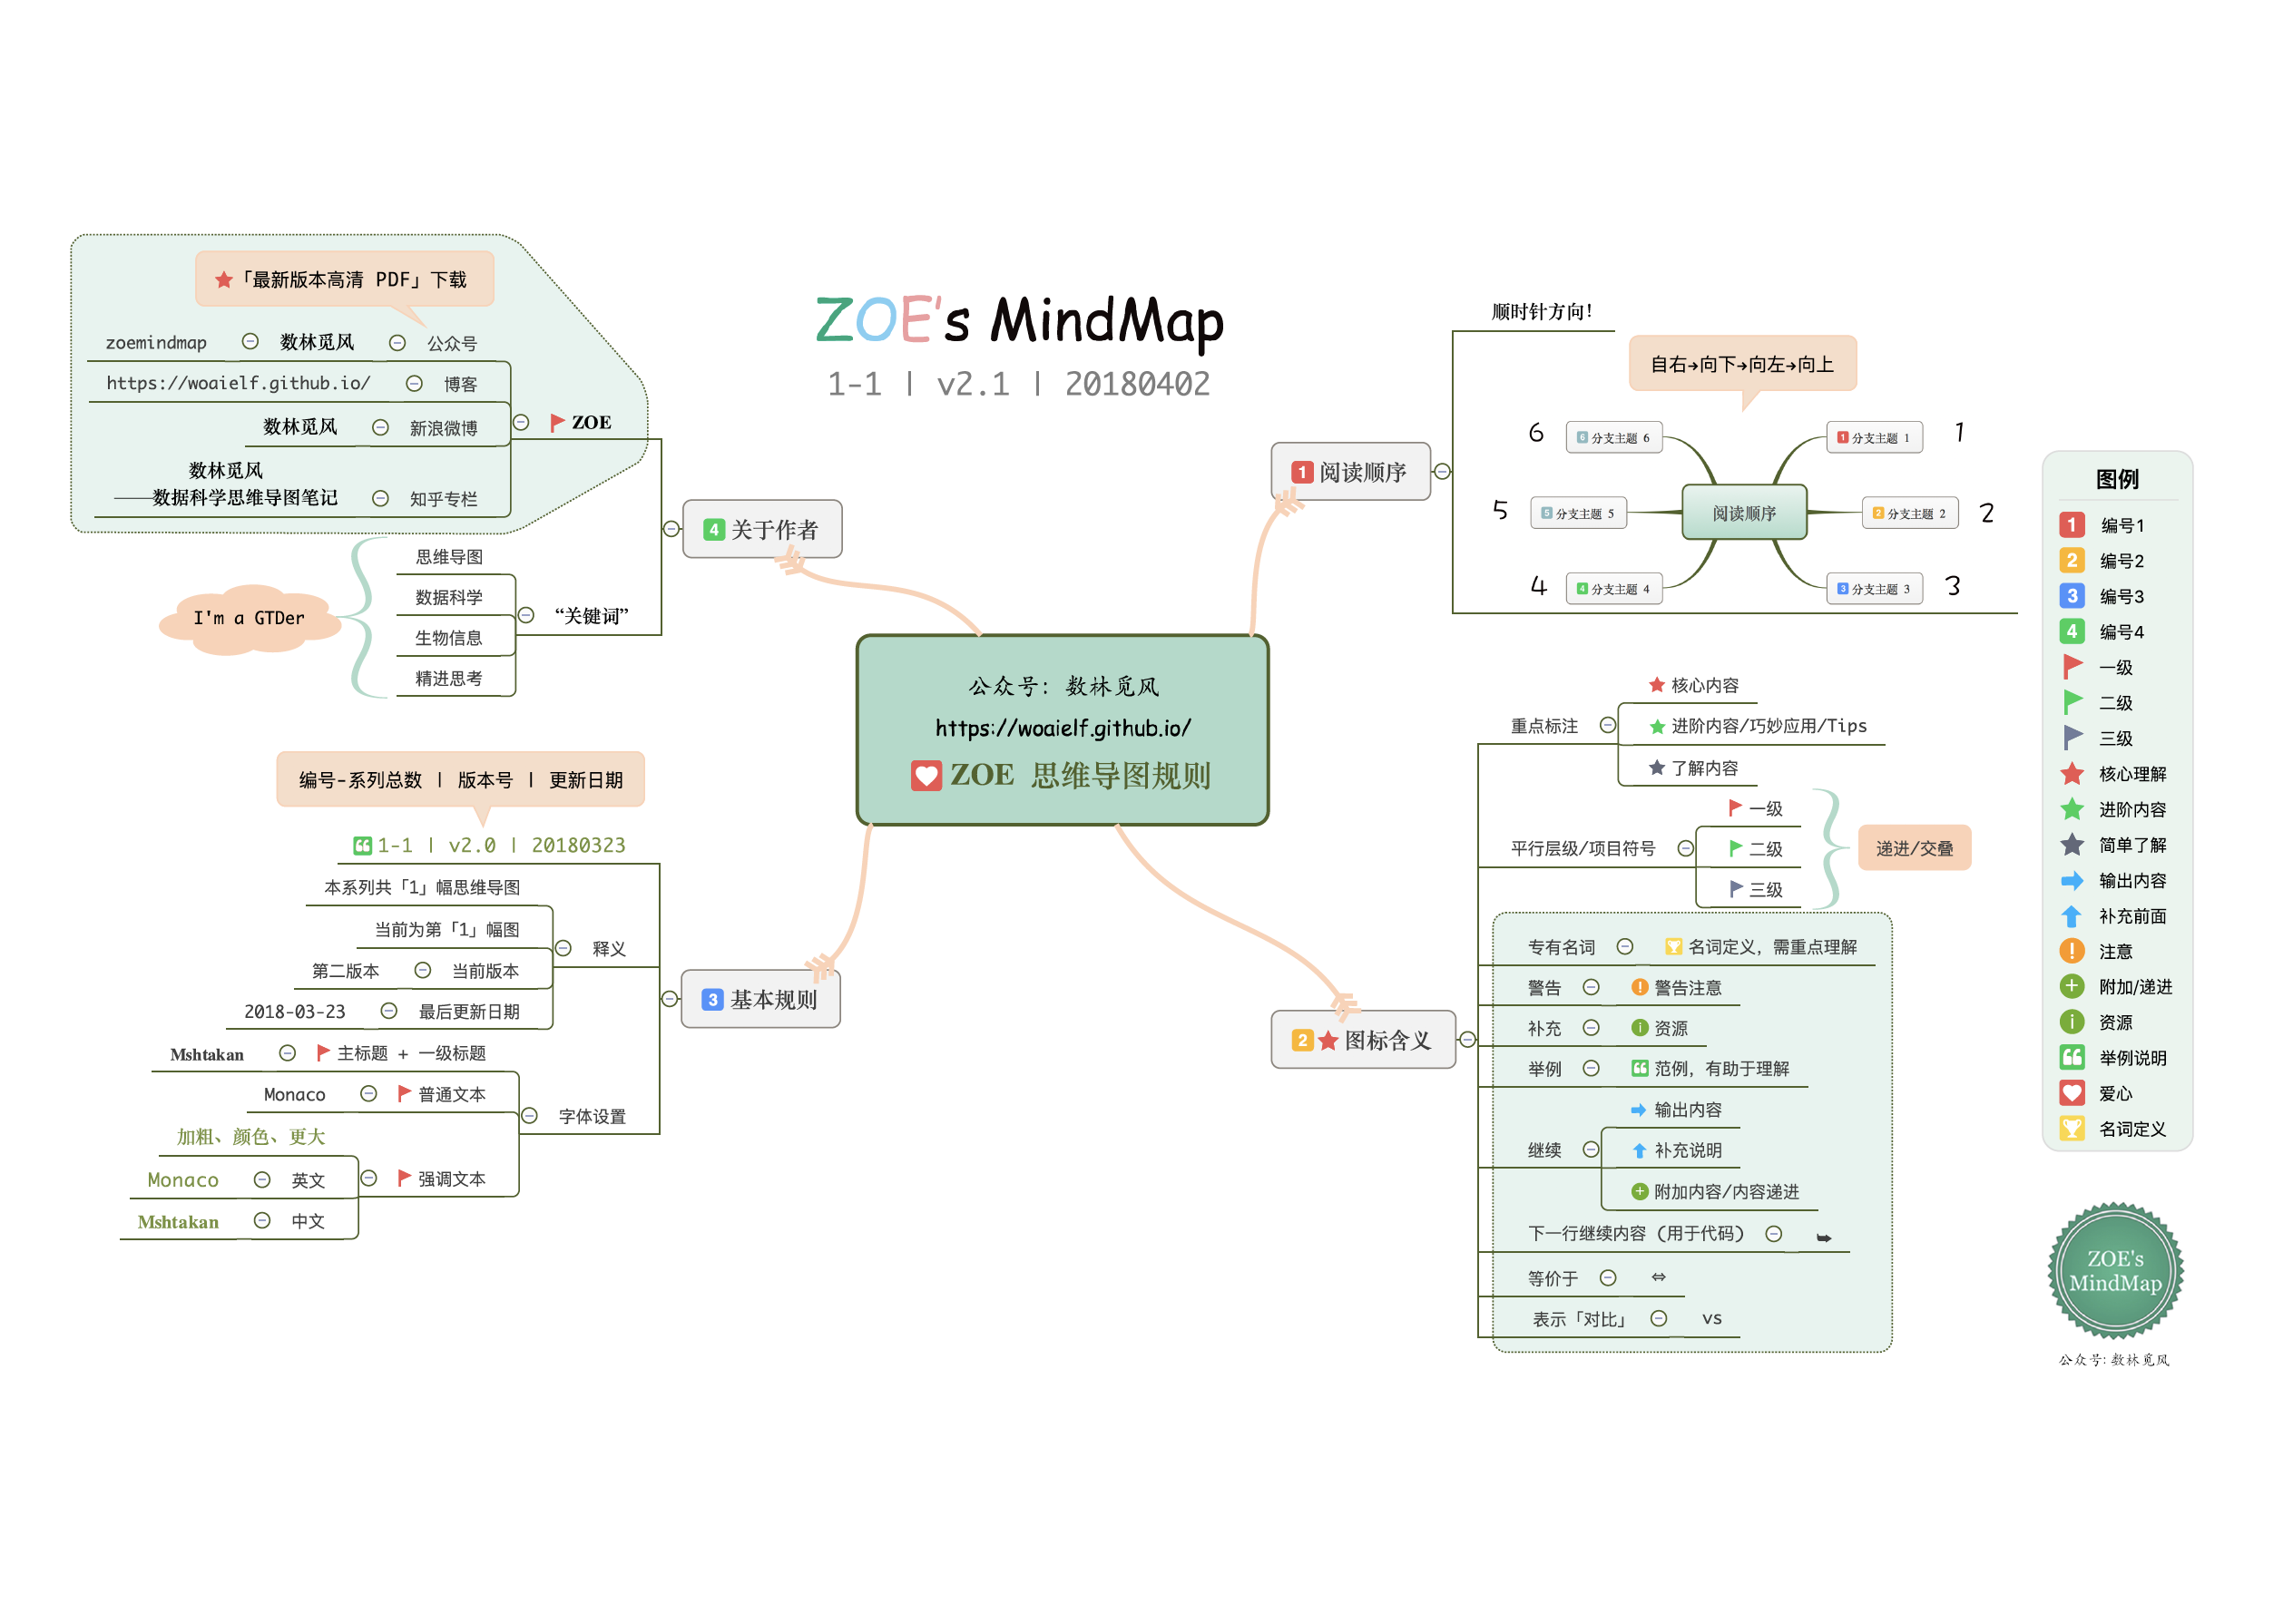 ZOE's MindMap
1-1 | v2.1 | 20180402
公众号：数林觅风
https://woaielf.github.io/
ZOE 思维导图规则
1 阅读顺序
顺时针方向！
自右→向下→向左→向上
阅读顺序
1 分支主题 1
1
2 分支主题 2
2
3 分支主题 3
3
4 分支主题 4
4
5 分支主题 5
5
6 分支主题 6
6
2 图标含义
重点标注
核心内容
进阶内容/巧妙应用/Tips
了解内容
平行层级/项目符号
一级
二级
三级
递进/交叠
专有名词
名词定义，需重点理解
警告
警告注意
补充
资源
举例
范例，有助于理解
继续
输出内容
补充说明
附加内容/内容递进
下一行继续内容（用于代码）
➥
等价于
⇔
表示「对比」
vs
3 基本规则
编号-系列总数 | 版本号 | 更新日期
1-1 | v2.0 | 20180323
释义
本系列共「1」幅思维导图
当前为第「1」幅图
当前版本
第二版本
最后更新日期
2018-03-23
字体设置
主标题 + 一级标题
Mshtakan
普通文本
Monaco
强调文本
加粗、颜色、更大
英文
Monaco
中文
Mshtakan
4 关于作者
ZOE
「最新版本高清 PDF」下载
公众号
数林觅风
zoemindmap
博客
https://woaielf.github.io/
新浪微博
数林觅风
知乎专栏
数林觅风
——数据科学思维导图笔记
“关键词”
思维导图
数据科学
生物信息
精进思考
I'm a GTDer
图例
1 编号1
2 编号2
3 编号3
4 编号4
一级
二级
三级
核心理解
进阶内容
简单了解
输出内容
补充前面
注意
附加/递进
资源
举例说明
爱心
名词定义
ZOE's
MindMap
公众号：数林觅风